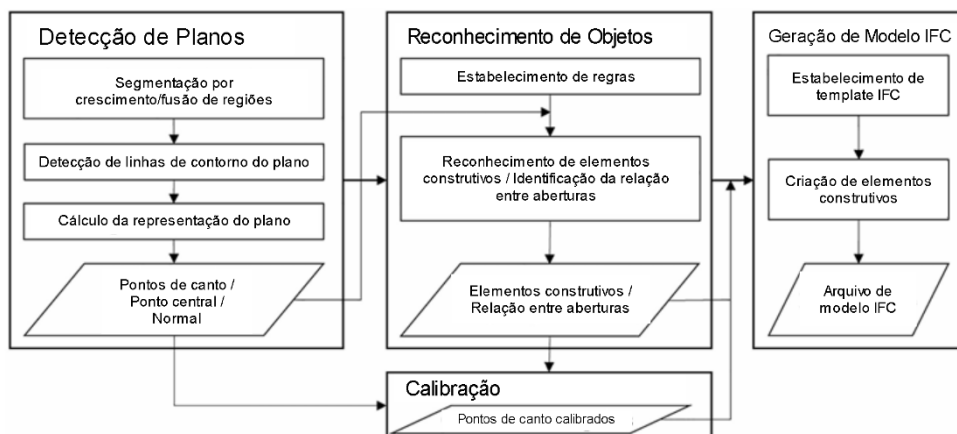 Detecção de Planos
Segmentação por
crescimento/fusão de regiões
Detecção de linhas de contorno do plano
Cálculo da representação do plano
Pontos de canto /
Ponto central /
Normal
Reconhecimento de Objetos
Estabelecimento de regras
Reconhecimento de elementos
construtivos / Identificação da relação
entre aberturas
Elementos construtivos /
Relação entre aberturas
Calibração
Pontos de canto calibrados
Geração de Modelo IFC
Estabelecimento de
template IFC
Criação de elementos
construtivos
Arquivo de
modelo IFC